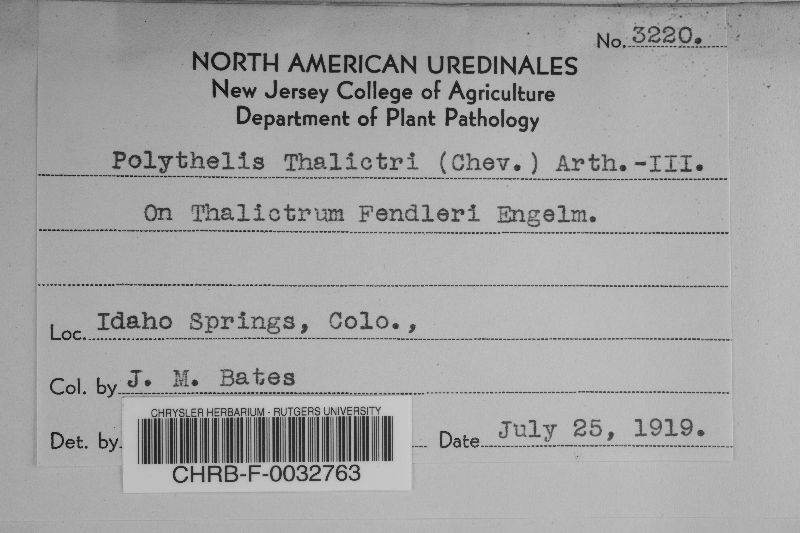 No. 3220.
NORTH AMERICAN UREDINALES
New Jersey College of Agriculture
Department of Plant Pathology
Polythelis Thalictri (Chev.) Arth.-III.
On Thalictrum Fendleri Engelm.
Loc. Idaho Springs, Colo.,
Col. by J. M. Bates
Det. by
Date July 25, 1919.
CHRYSLER HERBARIUM - RUTGERS UNIVERSITY
CHRB-F-0032763